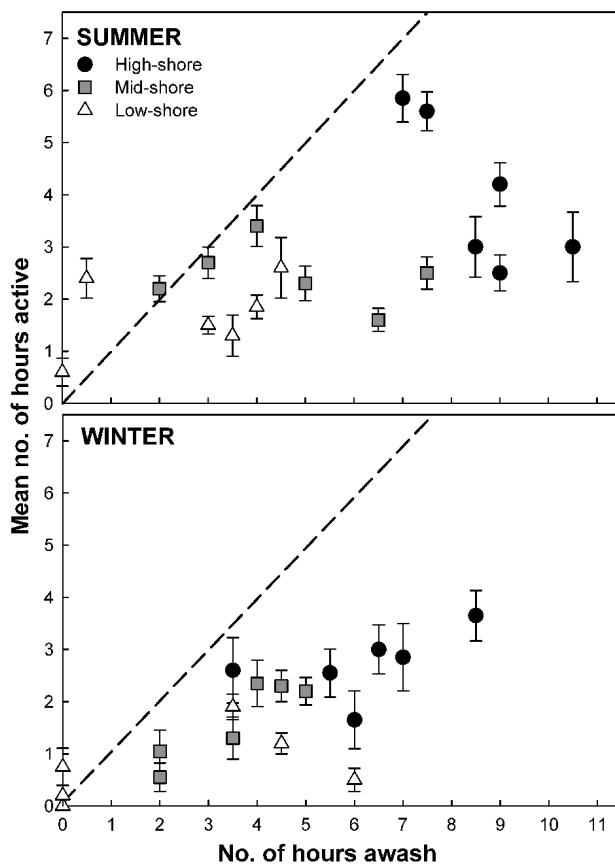 SUMMER
High-shore
Mid-shore
Low-shore
7
6
5
4
3
2
1
0
WINTER
7
6
5
4
3
2
1
0
0 1 2 3 4 5 6 7 8 9 10 11
Mean no. of hours active
No. of hours awash